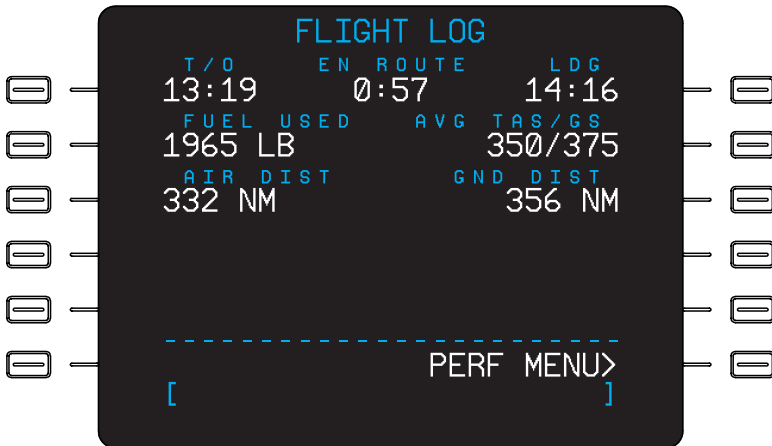 FLIGHT LOG
T/O EN ROUTE LDG
13:19 0:57 14:16
FUEL USED AVG TAS/GS
1965 LB 350/375
AIR DIST GND DIST
332 NM 356 NM
------------------------
PERF MENU>
[ ]